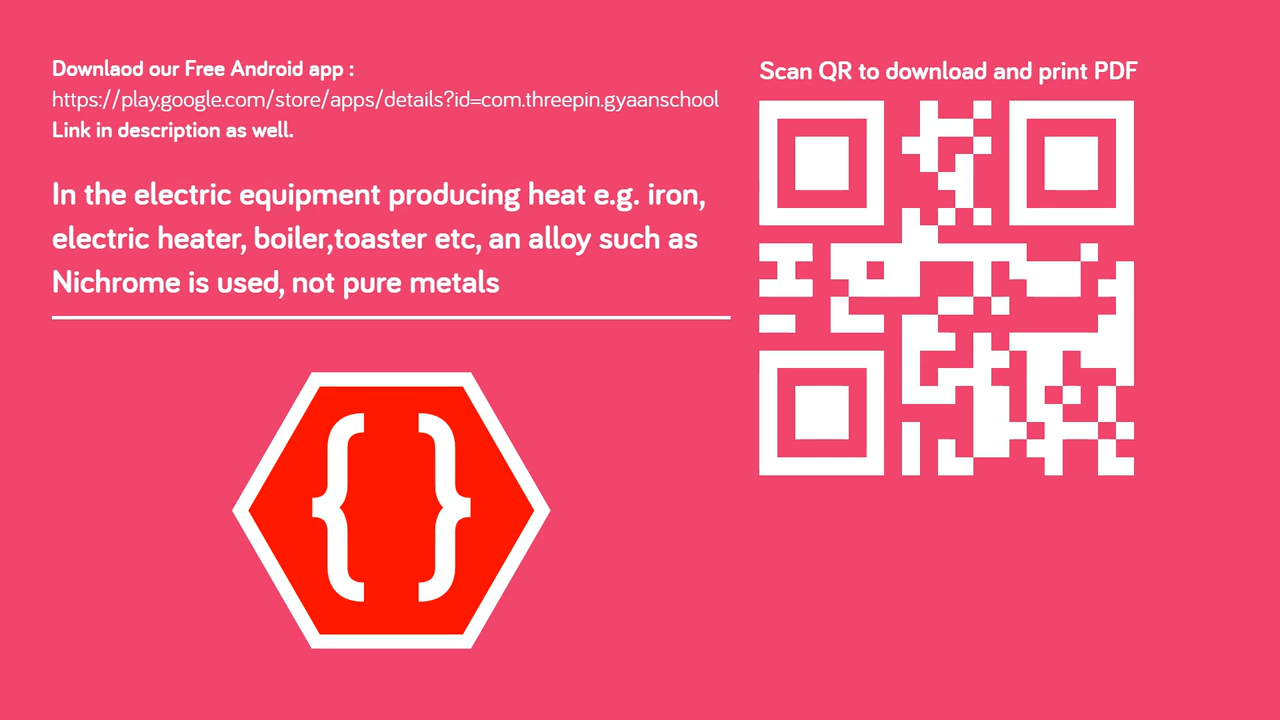 Downlaod our Free Android app :
https://play.google.com/store/apps/details?id=com.threepin.gyaanschool
Link in description as well.
In the electric equipment producing heat e.g. iron,
electric heater, boiler,toaster etc, an alloy such as
Nichrome is used, not pure metals
{ }
Scan QR to download and print PDF